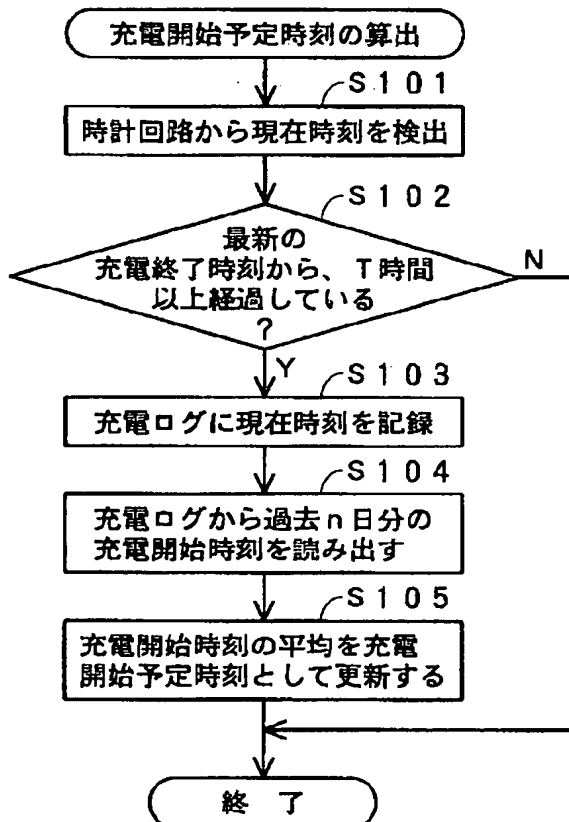 充電開始予定時刻の算出
S101
時計回路から現在時刻を検出
S102
最新の
充電終了時刻から、T時間
以上経過している
?
N
Y
S103
充電ログに現在時刻を記録
S104
充電ログから過去n日分の
充電開始時刻を読み出す
S105
充電開始時刻の平均を充電
開始予定時刻として更新する
終了